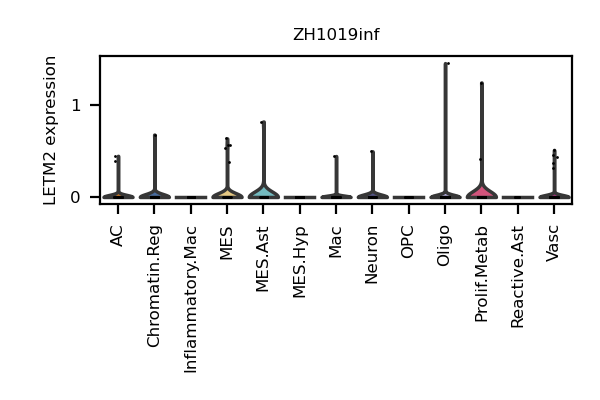 ZH1019inf
LETM2 expression
1
0
AC
Chromatin.Reg
Inflammatory.Mac
MES
MES.Ast
MES.Hyp
Mac
Neuron
OPC
Oligo
Prolif.Metab
Reactive.Ast
Vasc